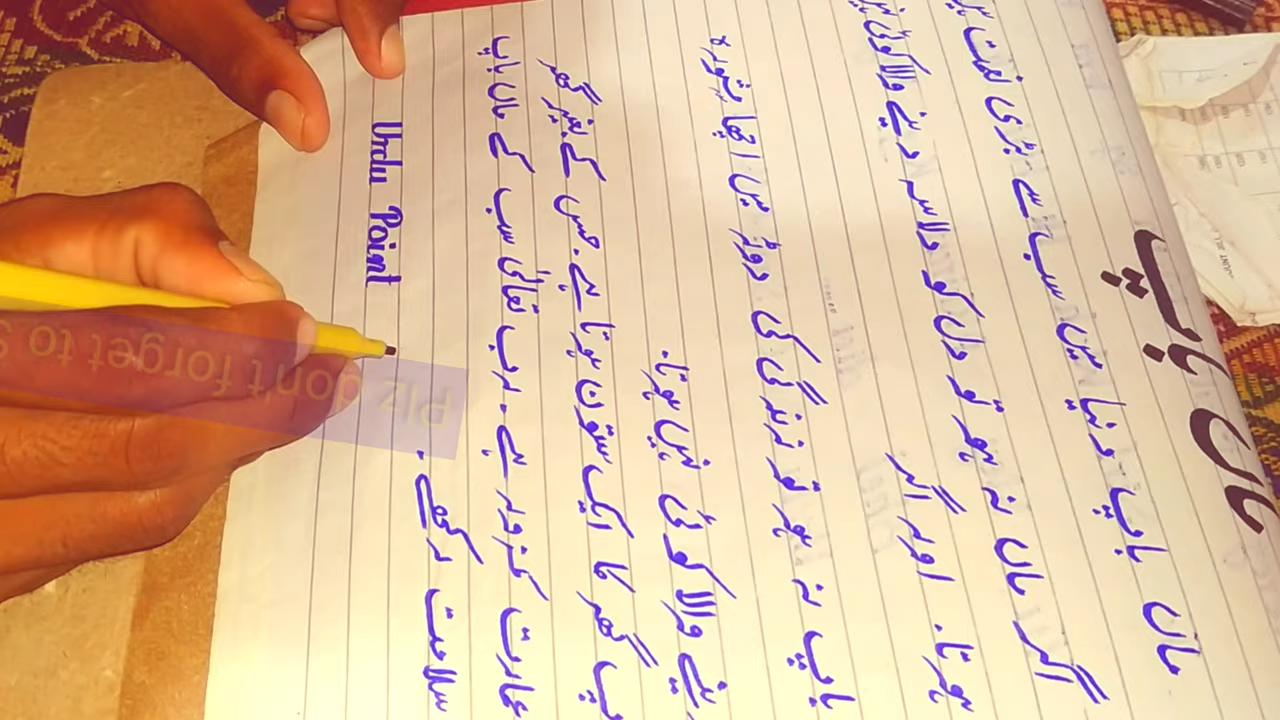 ماں باپ
ماں باپ دنیا میں سب سے بڑی نعمت ہیں
اگر ماں نہ ہو تو دل کو دلاسہ دینے ولا کوئی نہیں
ہوتا۔ اور اگر
باپ نہ ہو تو زندگی کی دوڑ میں اچھا مشورہ
دینے والا کوئی نہیں ہوتا۔
باپ گھر کا ایک ستون ہوتا ہے۔ جس کے بغیر گھر
عمارت کمزور ہے۔ رب تعالٰی سب کے ماں باپ
سلامت رکھے۔
Urdu Point
Plz don't forget to S